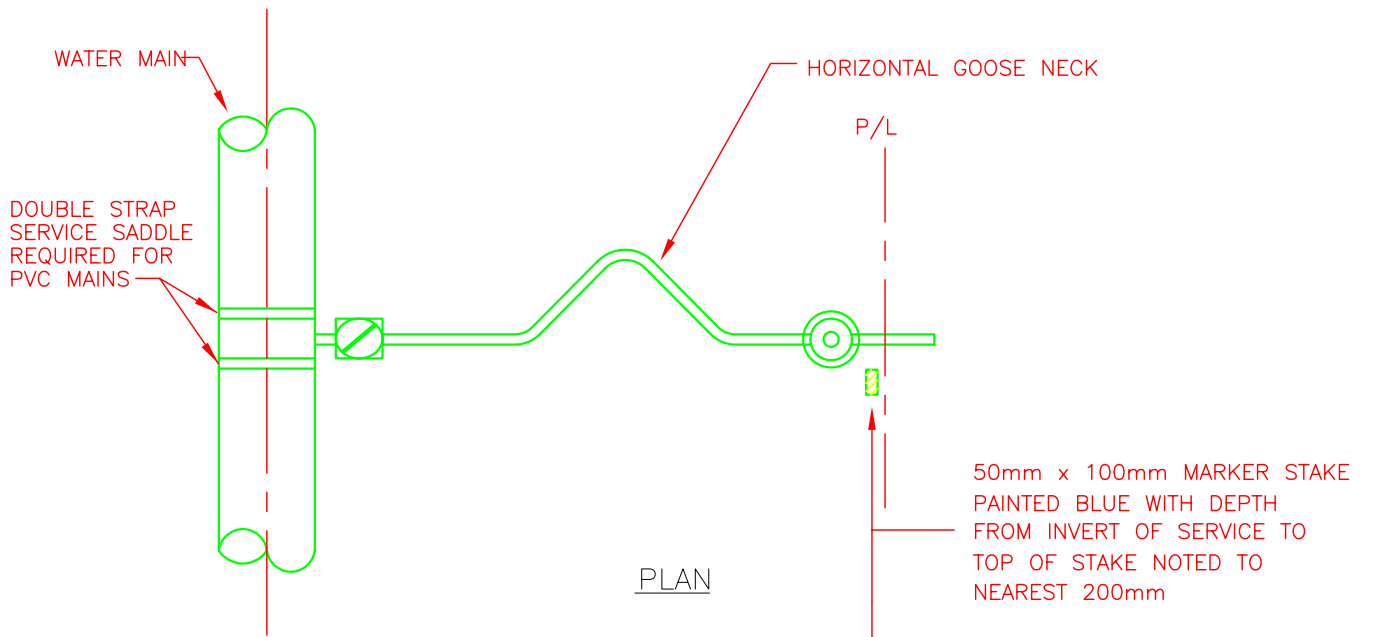 WATER MAIN
HORIZONTAL GOOSE NECK
P/L
DOUBLE STRAP
SERVICE SADDLE
REQUIRED FOR
PVC MAINS
50mm x 100mm MARKER STAKE
PAINTED BLUE WITH DEPTH
FROM INVERT OF SERVICE TO
TOP OF STAKE NOTED TO
NEAREST 200mm
PLAN